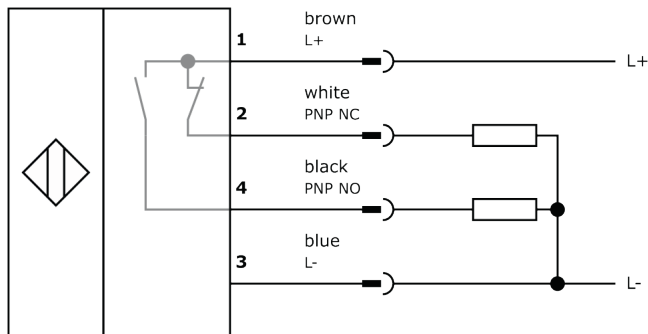 brown
1 L+
L+
white
2 PNP NC
black
4 PNP NO
blue
3 L-
L-